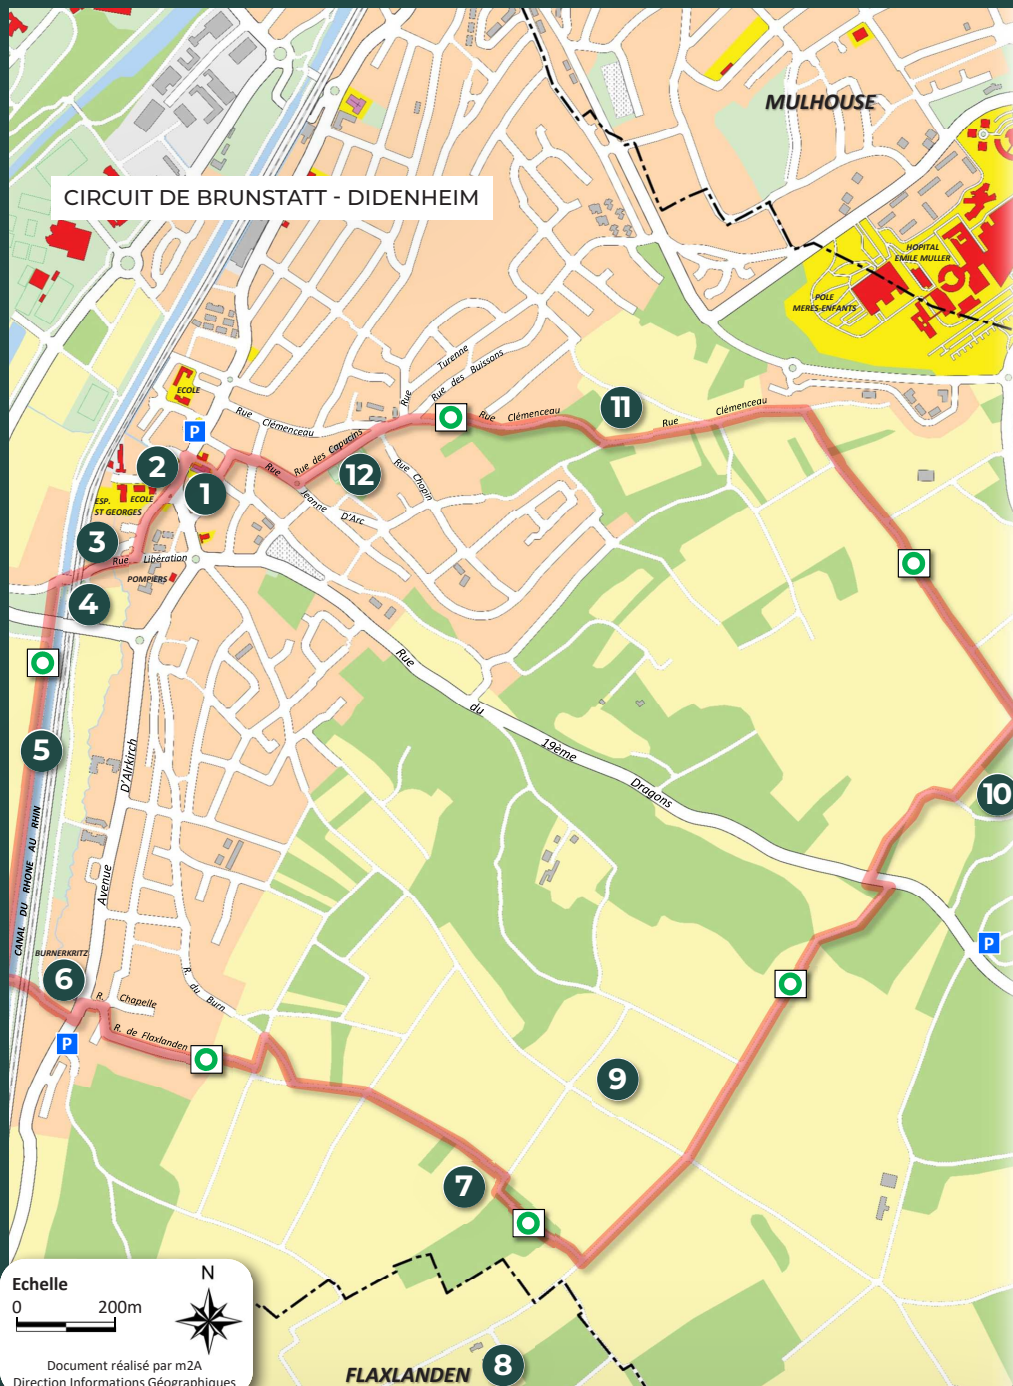 MULHOUSE
CIRCUIT DE BRUNSTATT - DIDENHEIM
HOPITAL
EMILE MULLER
POLE
MERES-ENFANTS
Turenne
Rue des Buissons
Rue
ECOLE
Rue
Clémenceau
Rue
Clémenceau
11
Rue
Clémenceau
P
Rue des Capucins
2
Rue
12
Rue Chopin
1
ESP.
ECOLE
ST GEORGES
Jeanne
D'Arc
3
Rue
Libération
POMPIERS
4
Rue
du
19ème
Dragons
5
D'Alrkirch
Avenue
10
CANAL DU RHONE AU RHIN
P
BURNERKRITZ
6
R. du Burn
R. Chapelle
R. de Flaxlanden
P
9
7
Echelle
0
200m
N
Document réalisé par m2A
Direction Informations Géographiques
FLAXLANDEN
8